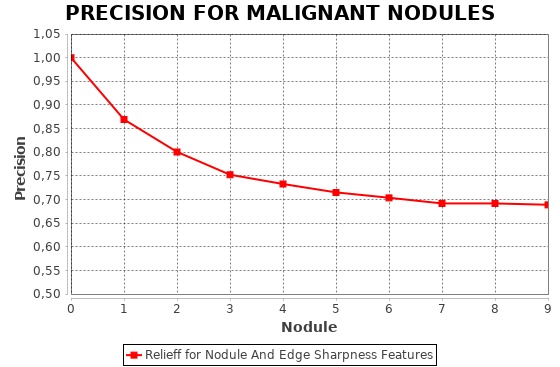 PRECISION FOR MALIGNANT NODULES
1,05
1,00
0,95
0,90
0,85
0,80
0,75
0,70
0,65
0,60
0,55
0,50
Precision
0 1 2 3 4 5 6 7 8 9
Nodule
Relieff for Nodule And Edge Sharpness Features